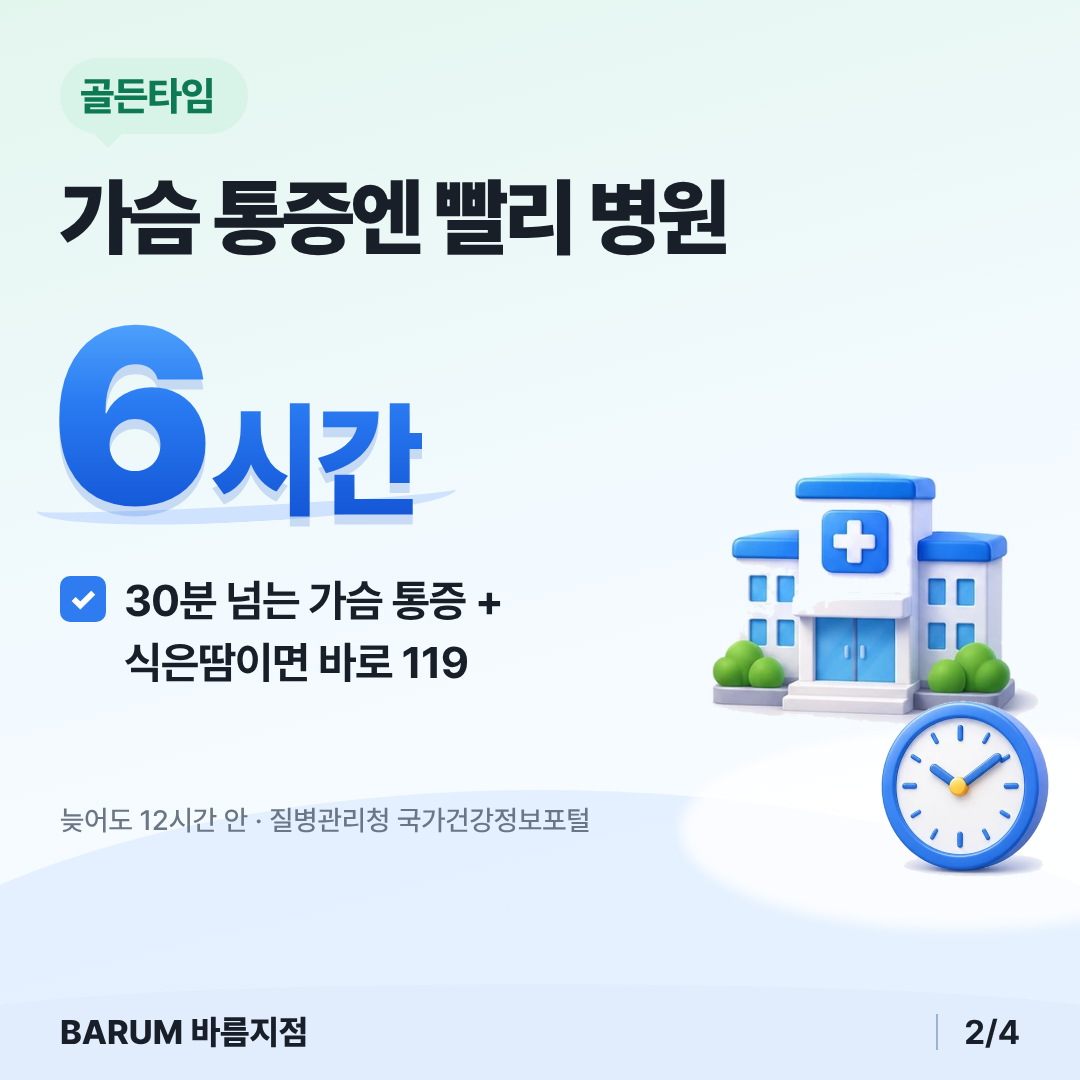 골든타임
가슴 통증엔 빨리 병원
6시간
30분 넘는 가슴 통증 +
식은땀이면 바로 119
늦어도 12시간 안 · 질병관리청 국가건강정보포털
BARUM 바름지점
2/4